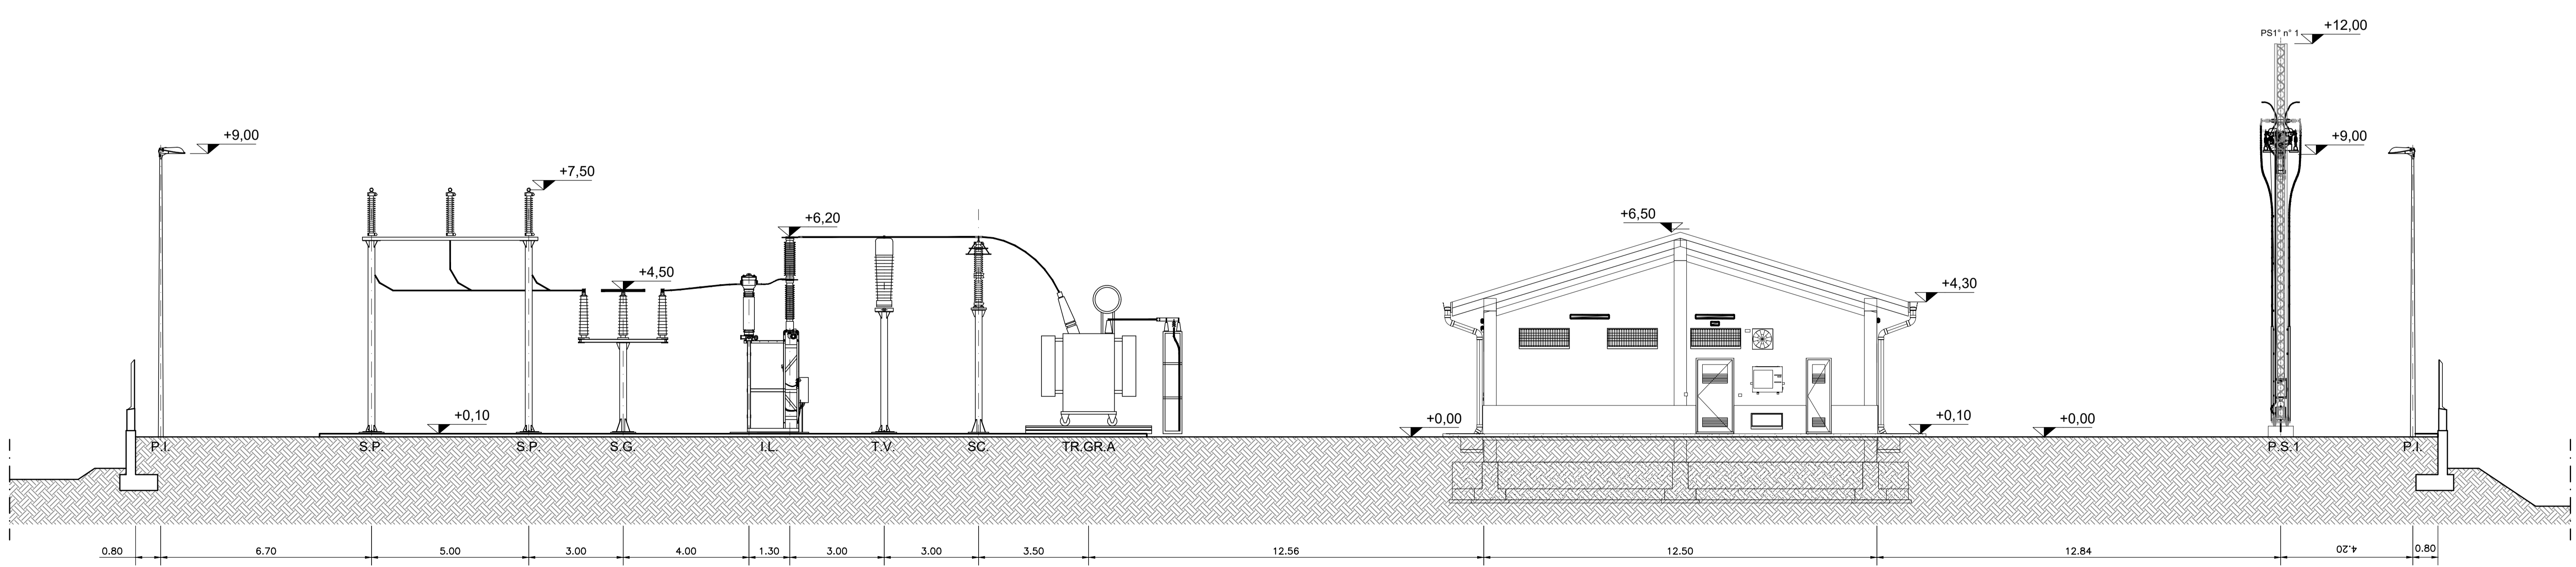 PS1° n° 1
+12,00
+9,00
+9,00
+7,50
+6,20
+6,50
+4,50
+4,30
+0,10
+0,00
+0,10
+0,00
P.I.
S.P.
S.P.
S.G.
I.L.
T.V.
SC.
TR.GR.A
P.S.1
P.I.
0.80
6.70
5.00
3.00
4.00
1.30
3.00
3.00
3.50
12.56
12.50
12.84
4.20
0.80